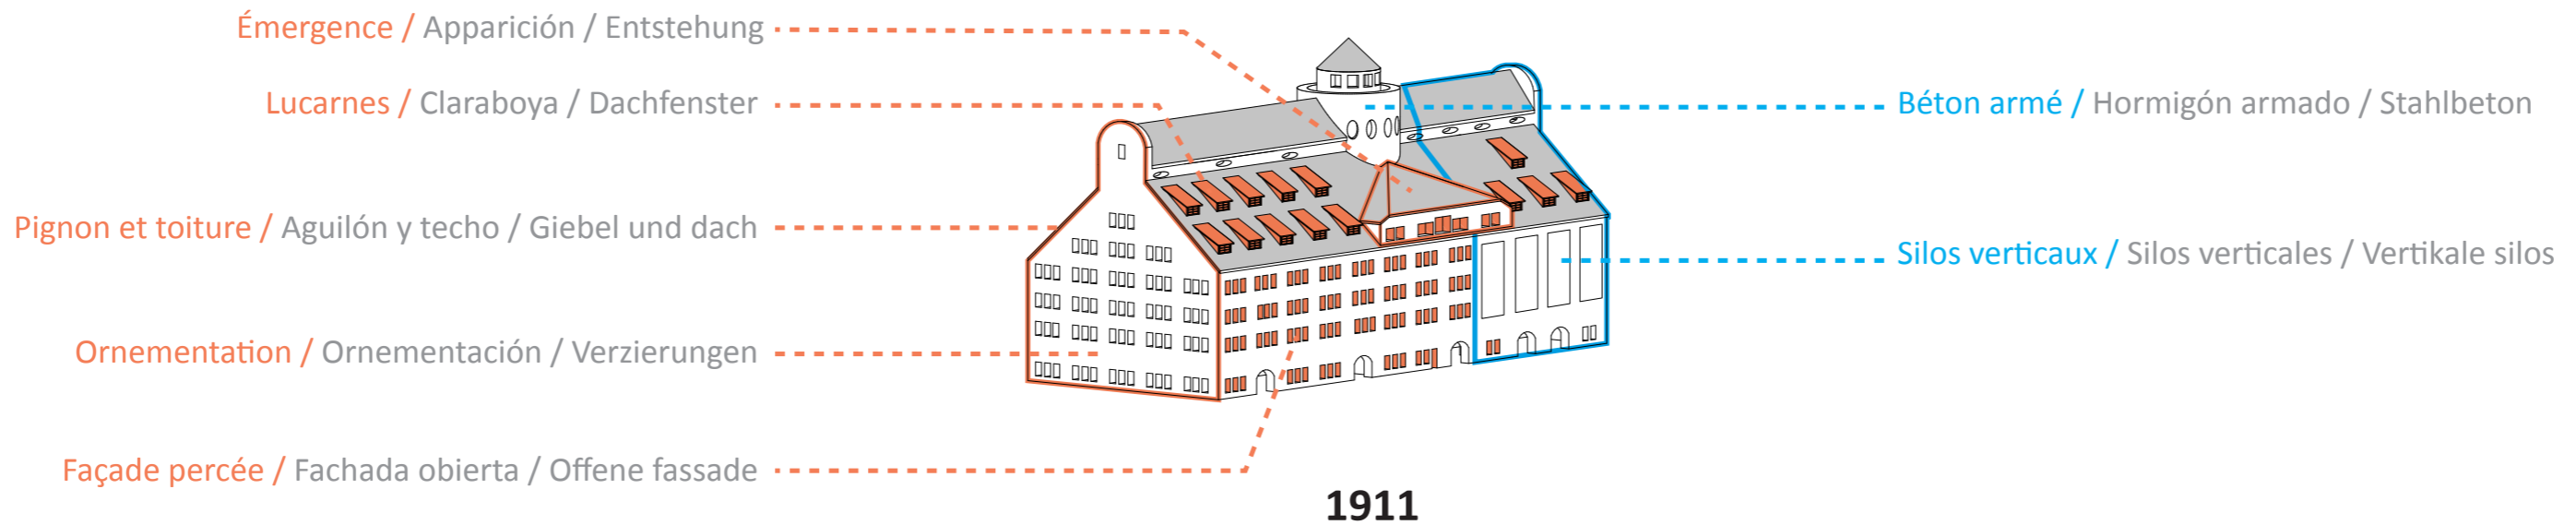 Émergence / Apparición / Entstehung
Lucarnes / Claraboya / Dachfenster
Pignon et toiture / Aguilón y techo / Giebel und dach
Ornementation / Ornementación / Verzierungen
Façade percée / Fachada obierta / Offene fassade
Béton armé / Hormigón armado / Stahlbeton
Silos verticaux / Silos verticales / Vertikale silos
1911